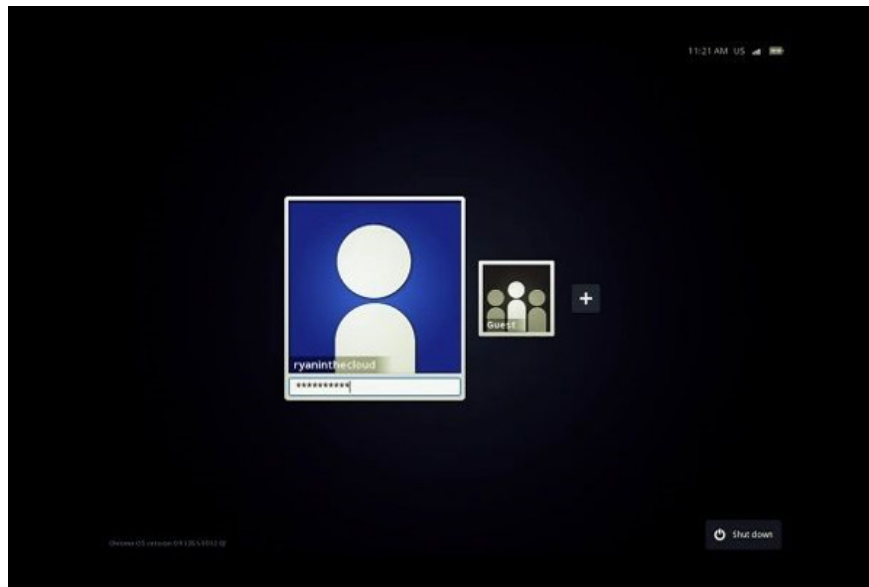 11:21 AM US
Guest
ryaninthecloud
**********
Shut down